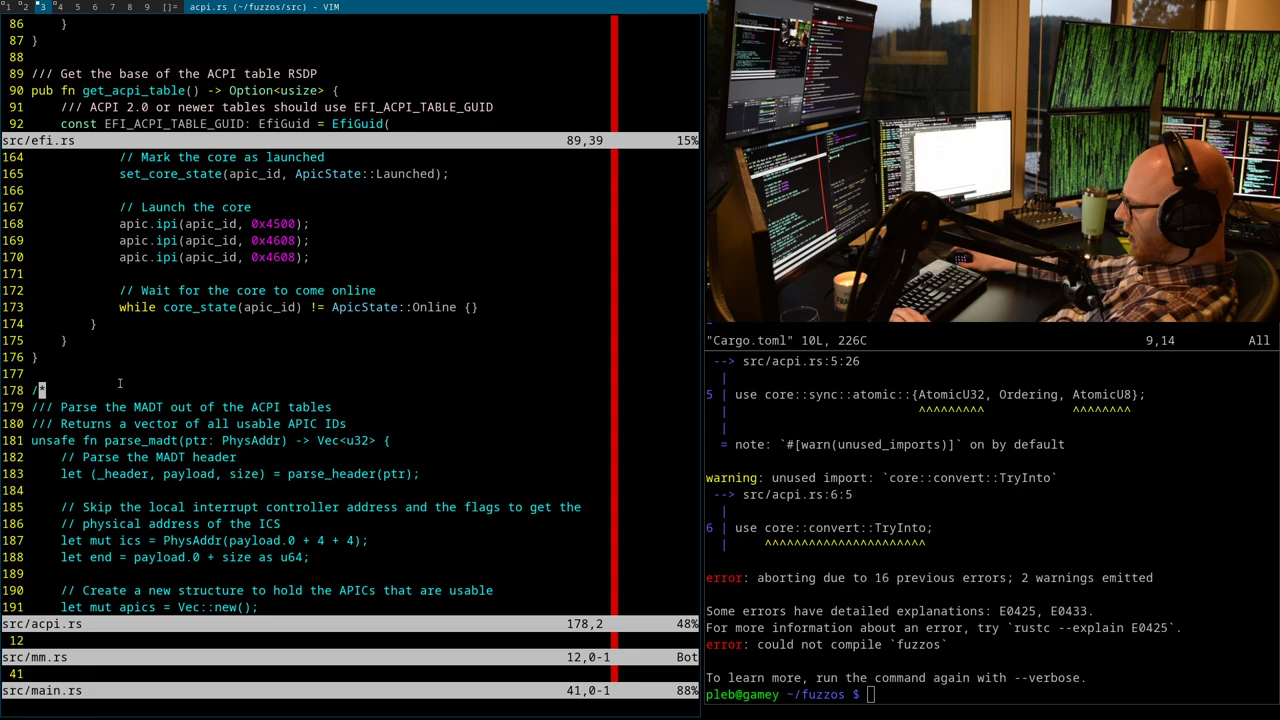 1 2 3 4 5 6 7 8 9 []= acpi.rs (~/fuzzos/src) - VIM
86     }
87 }
88
89 /// Get the base of the ACPI table RSDP
90 pub fn get_acpi_table() -> Option<usize> {
91     /// ACPI 2.0 or newer tables should use EFI_ACPI_TABLE_GUID
92     const EFI_ACPI_TABLE_GUID: EfiGuid = EfiGuid(
src/efi.rs 89,39 15%
164             // Mark the core as launched
165             set_core_state(apic_id, ApicState::Launched);
166
167             // Launch the core
168             apic.ipi(apic_id, 0x4500);
169             apic.ipi(apic_id, 0x4608);
170             apic.ipi(apic_id, 0x4608);
171
172             // Wait for the core to come online
173             while core_state(apic_id) != ApicState::Online {}
174         }
175     }
176 }
177
178 /*
179 /// Parse the MADT out of the ACPI tables
180 /// Returns a vector of all usable APIC IDs
181 unsafe fn parse_madt(ptr: PhysAddr) -> Vec<u32> {
182     // Parse the MADT header
183     let (_header, payload, size) = parse_header(ptr);
184
185     // Skip the local interrupt controller address and the flags to get the
186     // physical address of the ICS
187     let mut ics = PhysAddr(payload.0 + 4 + 4);
188     let end = payload.0 + size as u64;
189
190     // Create a new structure to hold the APICs that are usable
191     let mut apics = Vec::new();
src/acpi.rs 178,2 48%
12
src/mm.rs 12,0-1 Bot
41
src/main.rs 41,0-1 88%
~
"Cargo.toml" 10L, 226C 9,14 All
 --> src/acpi.rs:5:26
  |
5 | use core::sync::atomic::{AtomicU32, Ordering, AtomicU8};
  |                          ^^^^^^^^^            ^^^^^^^^
  |
  = note: `#[warn(unused_imports)]` on by default
warning: unused import: `core::convert::TryInto`
 --> src/acpi.rs:6:5
  |
6 | use core::convert::TryInto;
  |     ^^^^^^^^^^^^^^^^^^^^^^
error: aborting due to 16 previous errors; 2 warnings emitted
Some errors have detailed explanations: E0425, E0433.
For more information about an error, try `rustc --explain E0425`.
error: could not compile `fuzzos`
To learn more, run the command again with --verbose.
pleb@gamey ~/fuzzos $